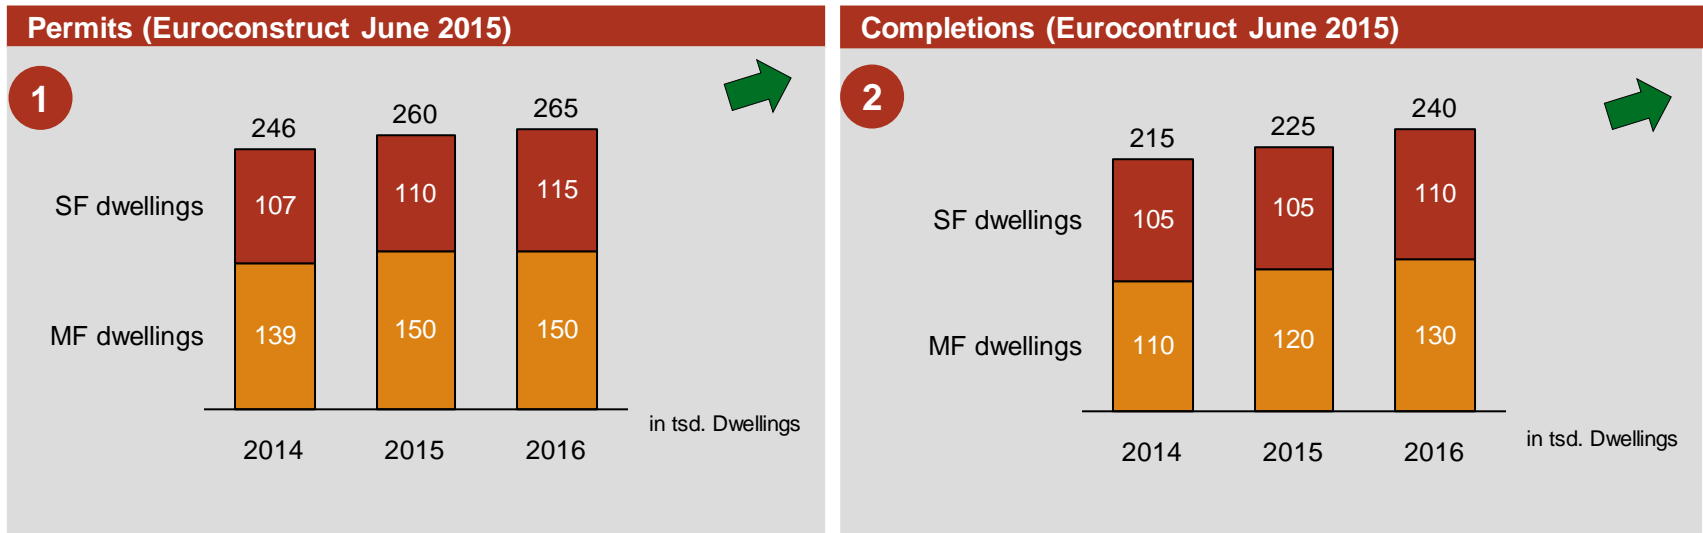 Permits (Euroconstruct June 2015)
1
246 260 265
SF dwellings 107 110 115
MF dwellings 139 150 150
in tsd. Dwellings
2014 2015 2016
Completions (Eurocontruct June 2015)
2
215 225 240
SF dwellings 105 105 110
MF dwellings 110 120 130
in tsd. Dwellings
2014 2015 2016